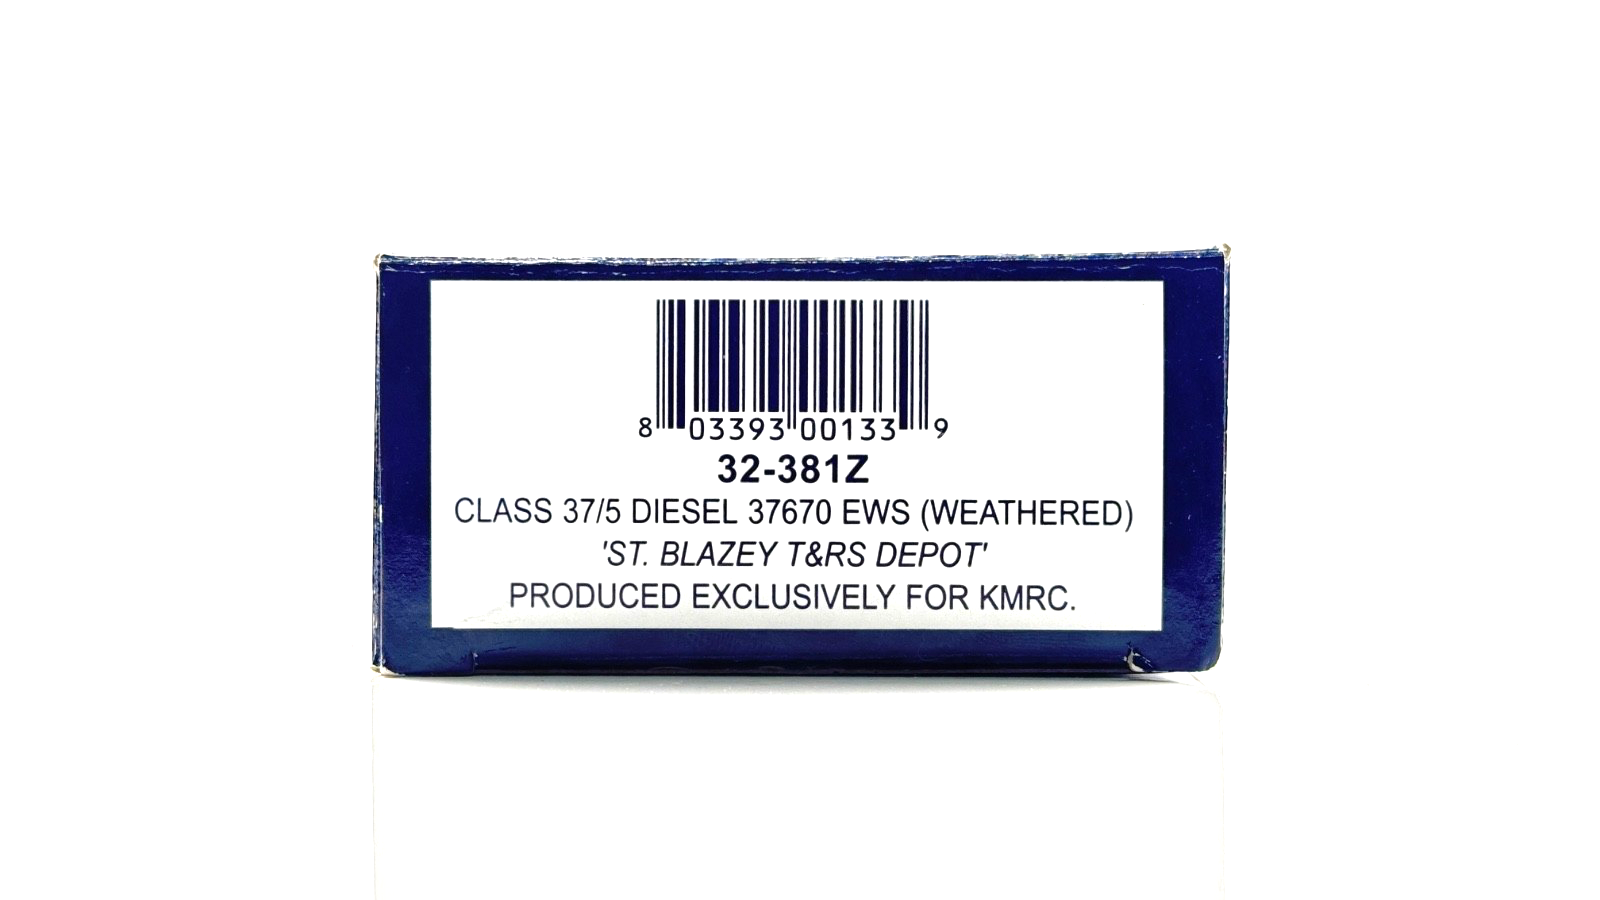 8 03393 00133 9
32-381Z
CLASS 37/5 DIESEL 37670 EWS (WEATHERED)
'ST. BLAZEY T&RS DEPOT'
PRODUCED EXCLUSIVELY FOR KMRC.